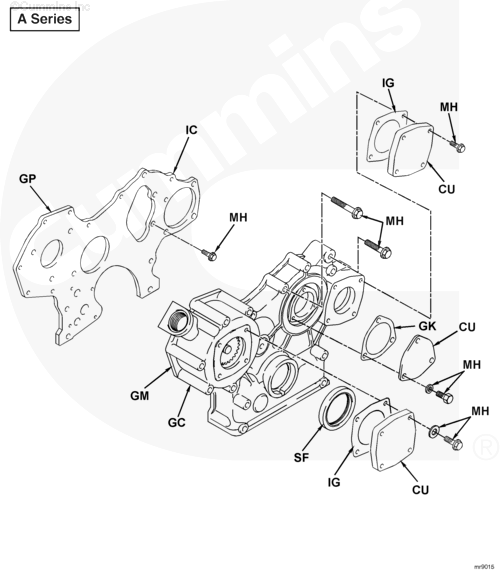 ©Cummins Inc
A Series
cummins
IG
MH
CU
IC
GP
MH
MH
GK
CU
MH
GM
GC
MH
SF
IG
CU
®
mr9015